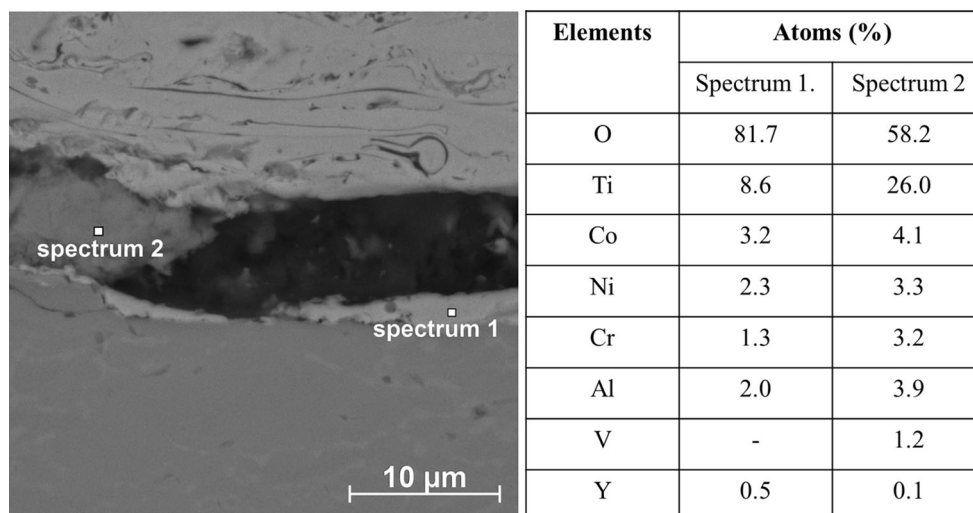 spectrum 2
spectrum 1
10 µm
Elements Atoms (%)
Spectrum 1. Spectrum 2
O 81.7 58.2
Ti 8.6 26.0
Co 3.2 4.1
Ni 2.3 3.3
Cr 1.3 3.2
Al 2.0 3.9
V - 1.2
Y 0.5 0.1